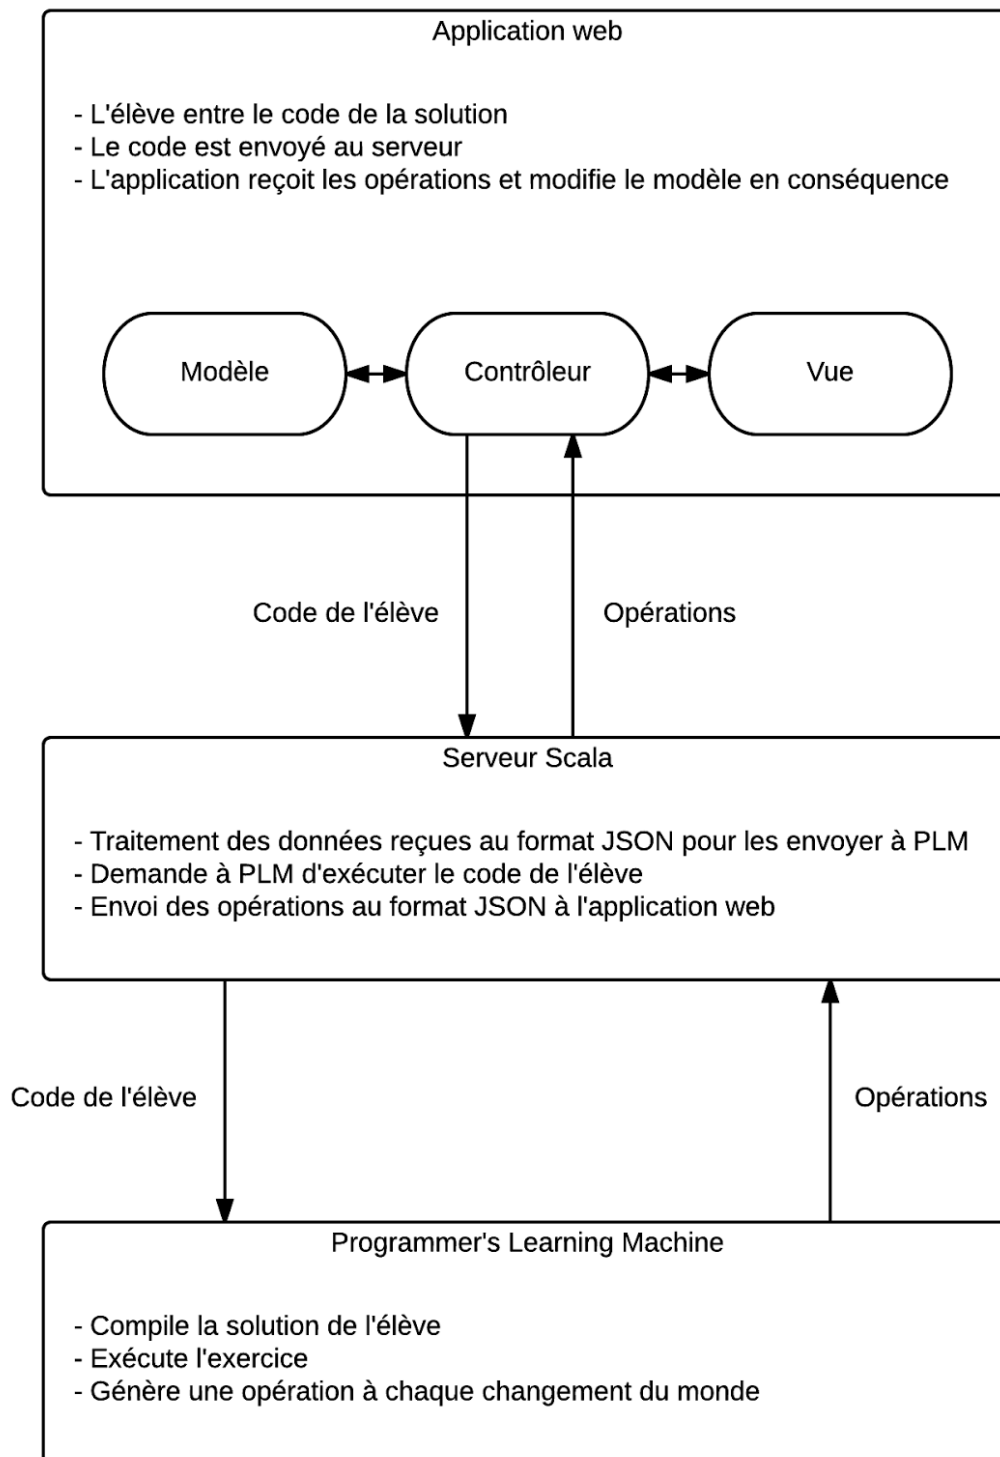 Application web
- L'élève entre le code de la solution
- Le code est envoyé au serveur
- L'application reçoit les opérations et modifie le modèle en conséquence
Modèle
Contrôleur
Vue
Code de l'élève
Opérations
Serveur Scala
- Traitement des données reçues au format JSON pour les envoyer à PLM
- Demande à PLM d'exécuter le code de l'élève
- Envoi des opérations au format JSON à l'application web
Code de l'élève
Opérations
Programmer's Learning Machine
- Compile la solution de l'élève
- Exécute l'exercice
- Génère une opération à chaque changement du monde